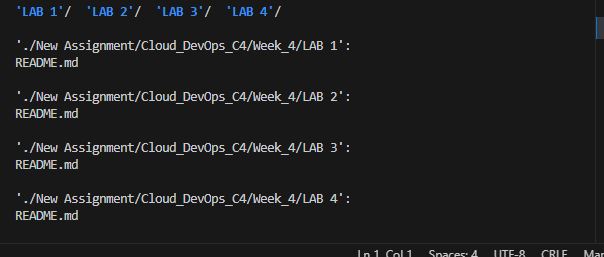 'LAB 1'/  'LAB 2'/  'LAB 3'/  'LAB 4'/
'./New Assignment/Cloud_DevOps_C4/Week_4/LAB 1':
README.md
'./New Assignment/Cloud_DevOps_C4/Week_4/LAB 2':
README.md
'./New Assignment/Cloud_DevOps_C4/Week_4/LAB 3':
README.md
'./New Assignment/Cloud_DevOps_C4/Week_4/LAB 4':
README.md
Ln 1, Col 1  Spaces: 4  UTF-8  CRLF